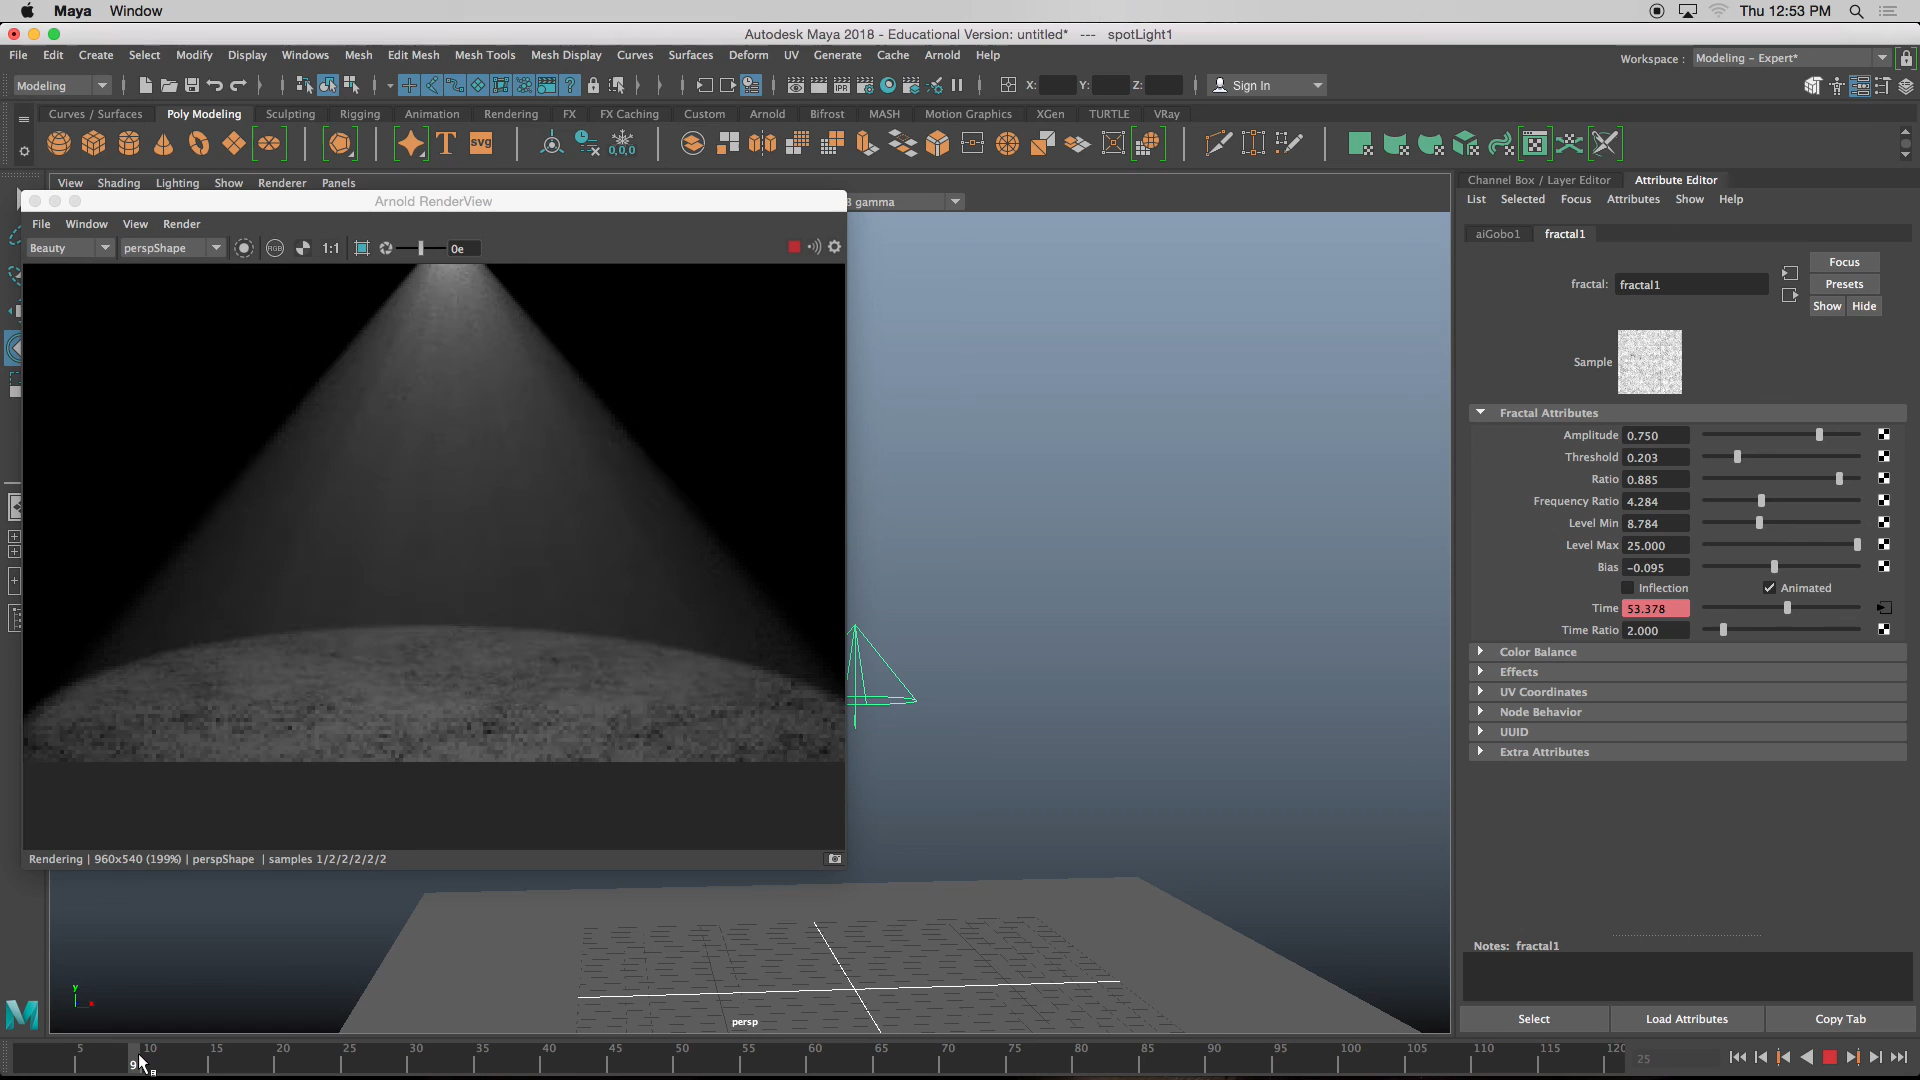 Maya Window Thu 12:53 PM
Autodesk Maya 2018 - Educational Version: untitled* --- spotLight1
File Edit Create Select Modify Display Windows Mesh Edit Mesh Mesh Tools Mesh Display Curves Surfaces Deform UV Generate Cache Arnold Help
Workspace : Modeling - Expert*
Modeling IPR X: Y: Z: Sign In
Curves / Surfaces Poly Modeling Sculpting Rigging Animation Rendering FX FX Caching Custom Arnold Bifrost MASH Motion Graphics XGen TURTLE VRay
T SVG 0,0,0
View Shading Lighting Show Renderer Panels
gamma
Arnold RenderView
File Window View Render
Beauty perspShape RGB 1:1 0e
Rendering | 960x540 (199%) | perspShape | samples 1/2/2/2/2/2
y
persp
Channel Box / Layer Editor Attribute Editor
List Selected Focus Attributes Show Help
aiGobo1 fractal1
fractal: fractal1
Focus
Presets
Show Hide
Sample
Fractal Attributes
Amplitude 0.750
Threshold 0.203
Ratio 0.885
Frequency Ratio 4.284
Level Min 8.784
Level Max 25.000
Bias -0.095
Inflection Animated
Time 53.378
Time Ratio 2.000
Color Balance
Effects
UV Coordinates
Node Behavior
UUID
Extra Attributes
Notes: fractal1
Select Load Attributes Copy Tab
5 10 15 20 25 30 35 40 45 50 55 60 65 70 75 80 85 90 95 100 105 110 115 120
9
25